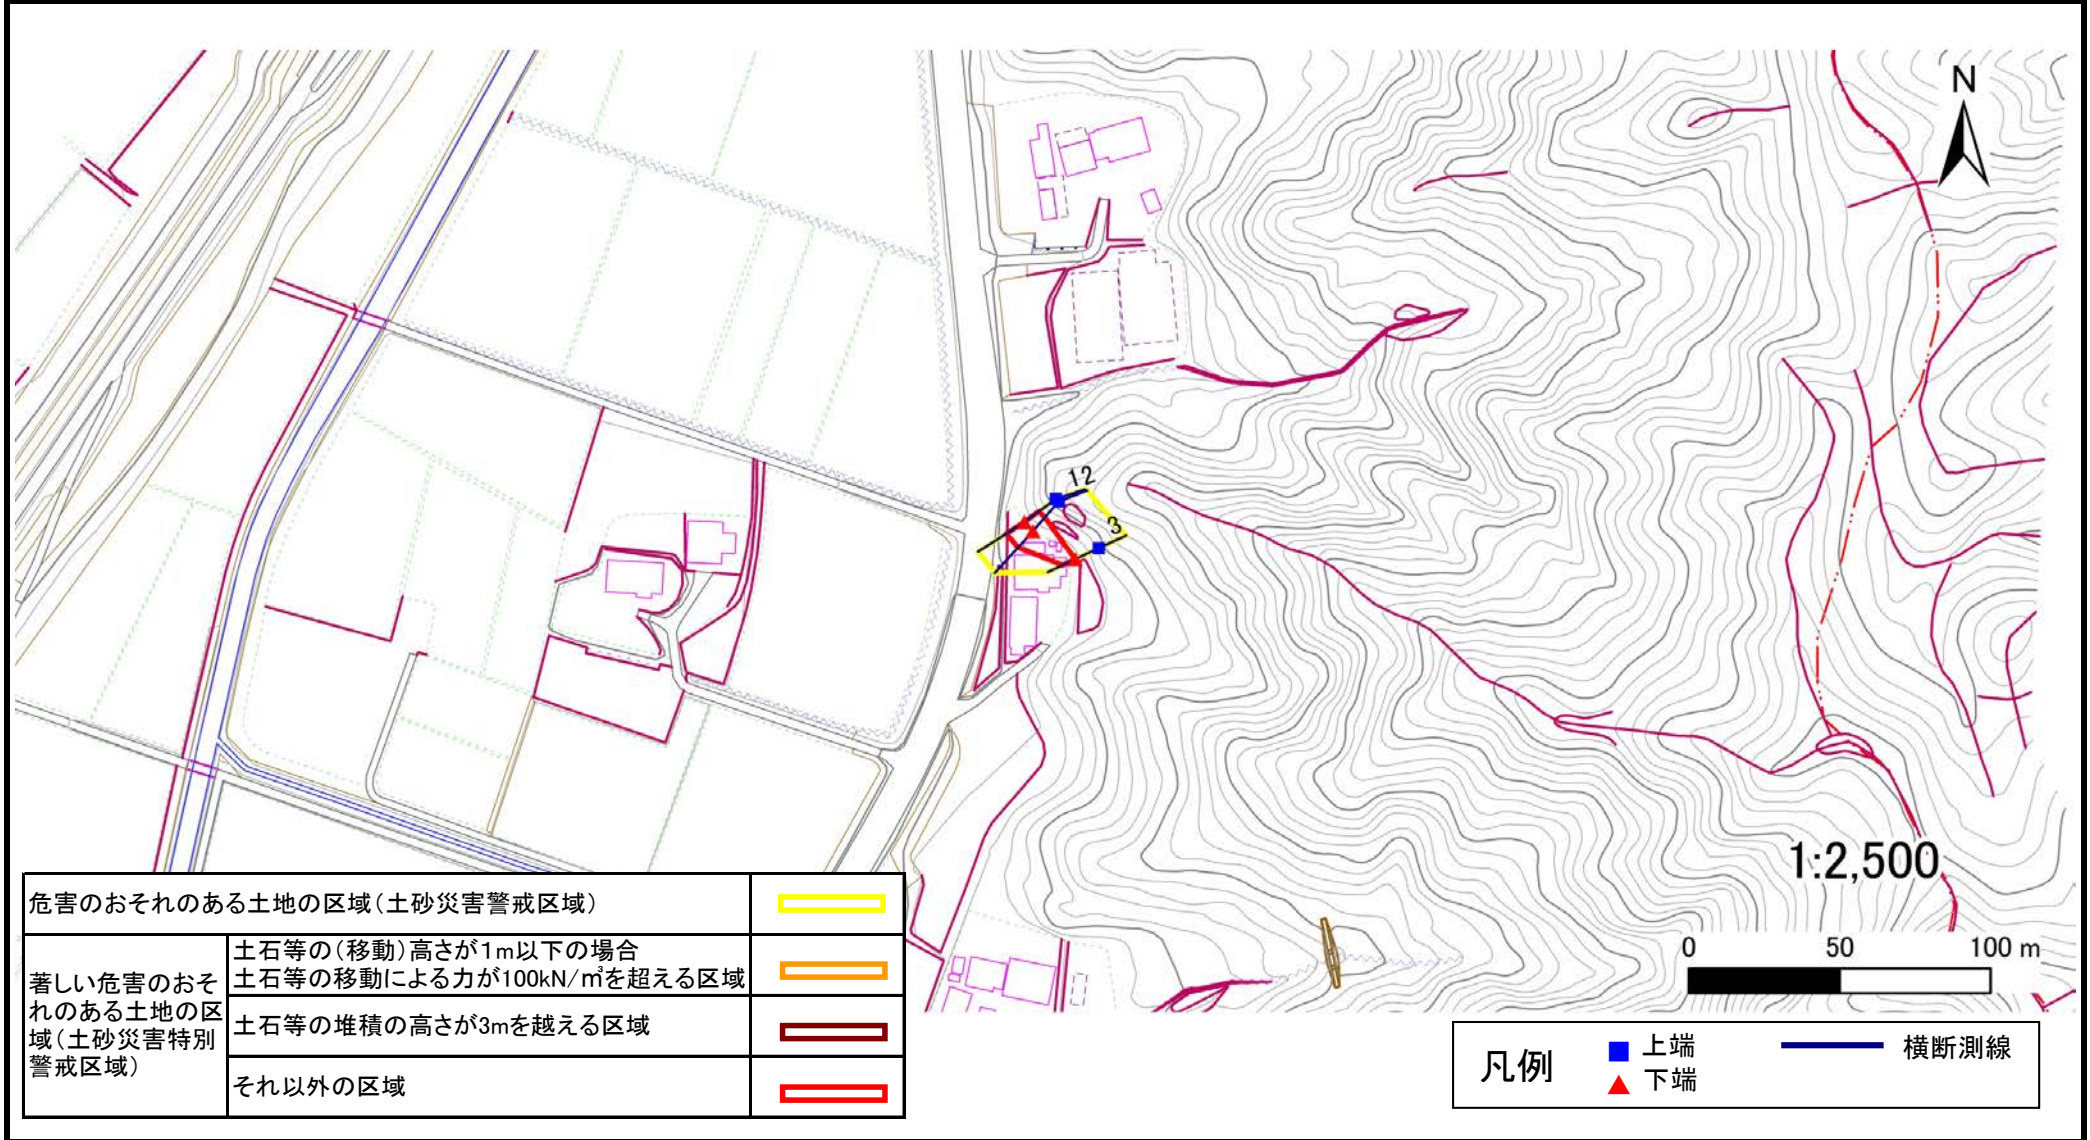 N
12
3
1:2,500
0 50 100 m
危害のおそれのある土地の区域(土砂災害警戒区域)
著しい危害のおそ
れのある土地の区
域(土砂災害特別
警戒区域)
土石等の(移動)高さが1m以下の場合
土石等の移動による力が100kN/㎡を超える区域
土石等の堆積の高さが3mを越える区域
それ以外の区域
凡例
上端
下端
横断測線